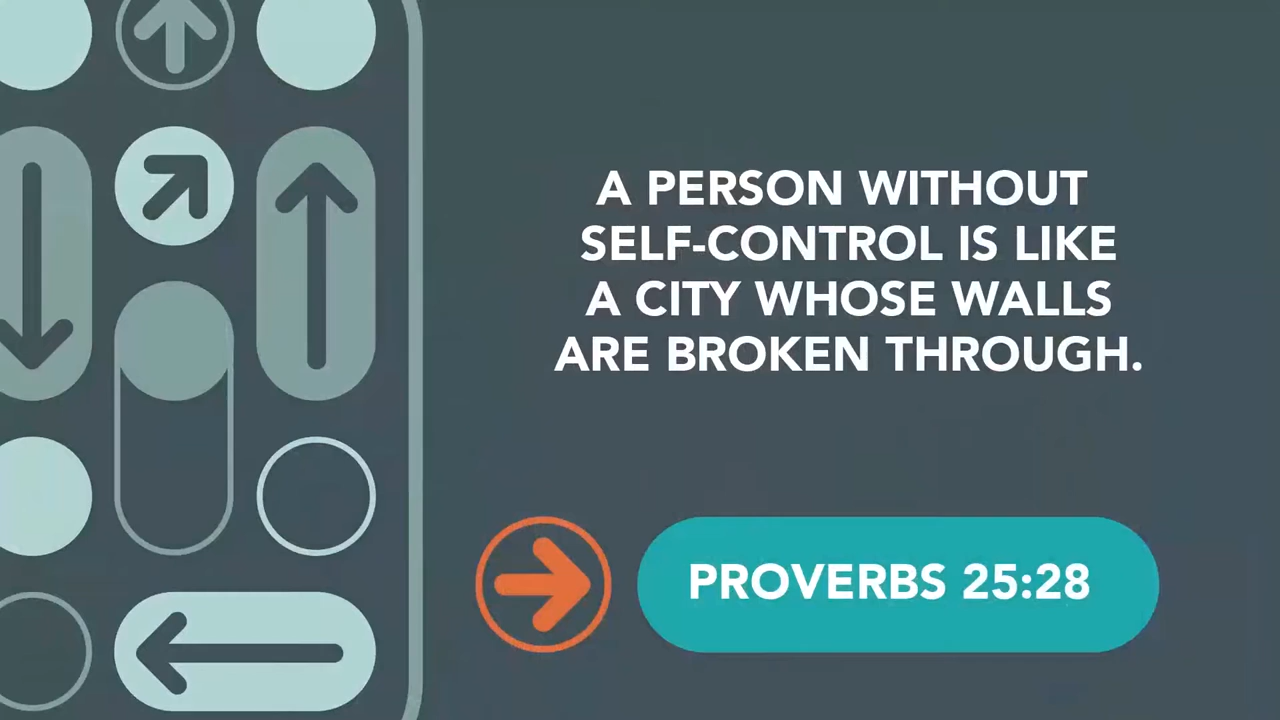 A PERSON WITHOUT
SELF-CONTROL IS LIKE
A CITY WHOSE WALLS
ARE BROKEN THROUGH.
PROVERBS 25:28